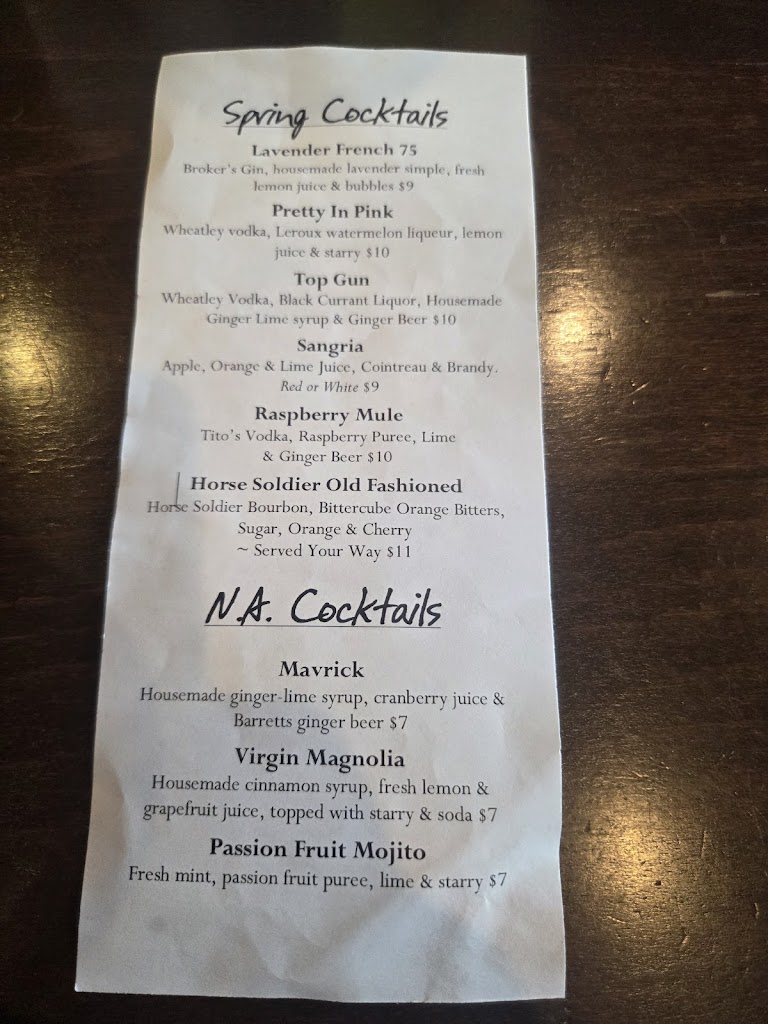 Spring Cocktails
Lavender French 75
Broker's Gin, housemade lavender simple, fresh
lemon juice & bubbles $9
Pretty In Pink
Wheatley vodka, Leroux watermelon liqueur, lemon
juice & starry $10
Top Gun
Wheatley Vodka, Black Currant Liquor, Housemade
Ginger Lime syrup & Ginger Beer $10
Sangria
Apple, Orange & Lime Juice, Cointreau & Brandy.
Red or White $9
Raspberry Mule
Tito's Vodka, Raspberry Puree, Lime
& Ginger Beer $10
Horse Soldier Old Fashioned
Horse Soldier Bourbon, Bittercube Orange Bitters,
Sugar, Orange & Cherry
~ Served Your Way $11
N.A. Cocktails
Mavrick
Housemade ginger-lime syrup, cranberry juice &
Barretts ginger beer $7
Virgin Magnolia
Housemade cinnamon syrup, fresh lemon &
grapefruit juice, topped with starry & soda $7
Passion Fruit Mojito
Fresh mint, passion fruit puree, lime & starry $7